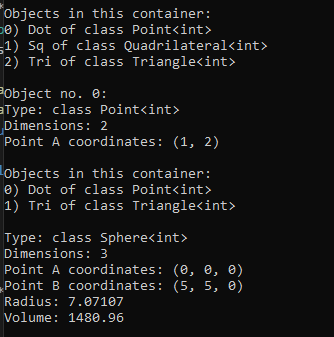 Objects in this container:
0) Dot of class Point<int>
1) Sq of class Quadrilateral<int>
2) Tri of class Triangle<int>
Object no. 0:
Type: class Point<int>
Dimensions: 2
Point A coordinates: (1, 2)
Objects in this container:
0) Dot of class Point<int>
1) Tri of class Triangle<int>
Type: class Sphere<int>
Dimensions: 3
Point A coordinates: (0, 0, 0)
Point B coordinates: (5, 5, 0)
Radius: 7.07107
Volume: 1480.96